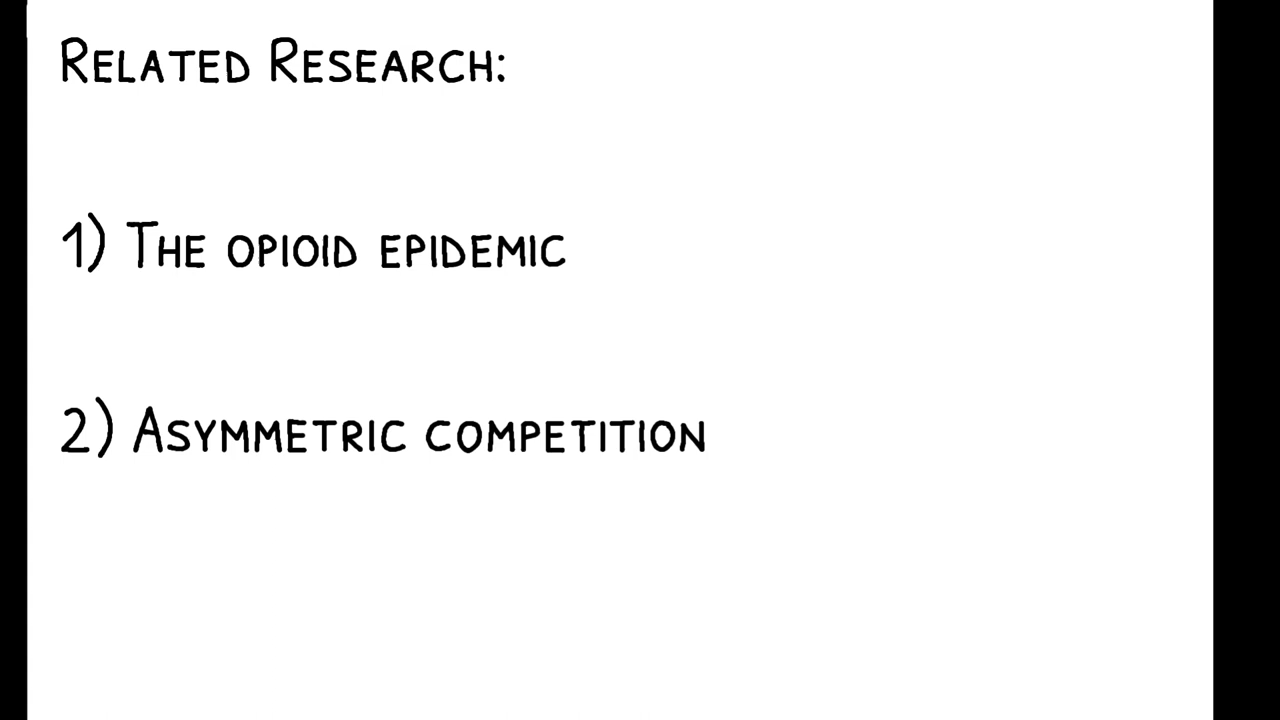 Related Research:
1) The opioid epidemic
2) Asymmetric competition